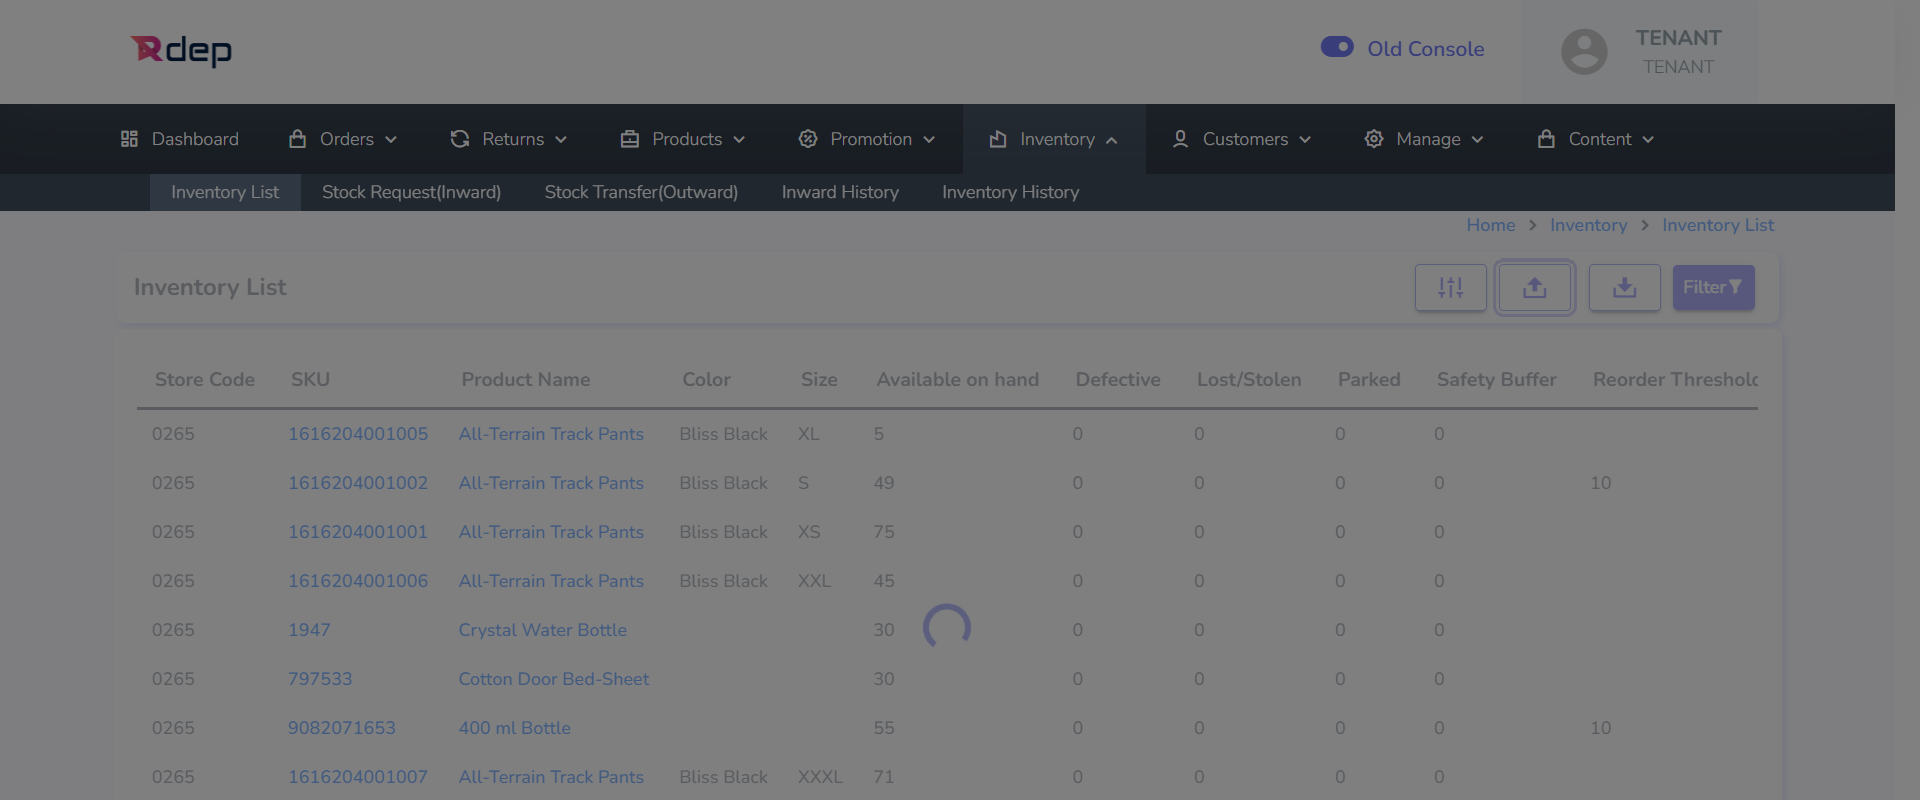 Rdep
Old Console
TENANT
TENANT
Dashboard Orders Returns Products Promotion Inventory Customers Manage Content
Inventory List Stock Request(Inward) Stock Transfer(Outward) Inward History Inventory History
Home > Inventory > Inventory List
Inventory List
Filter
Store Code SKU Product Name Color Size Available on hand Defective Lost/Stolen Parked Safety Buffer Reorder Threshold
0265 1616204001005 All-Terrain Track Pants Bliss Black XL 5 0 0 0 0
0265 1616204001002 All-Terrain Track Pants Bliss Black S 49 0 0 0 0 10
0265 1616204001001 All-Terrain Track Pants Bliss Black XS 75 0 0 0 0
0265 1616204001006 All-Terrain Track Pants Bliss Black XXL 45 0 0 0 0
0265 1947 Crystal Water Bottle 30 0 0 0 0
0265 797533 Cotton Door Bed-Sheet 30 0 0 0 0
0265 9082071653 400 ml Bottle 55 0 0 0 0 10
0265 1616204001007 All-Terrain Track Pants Bliss Black XXXL 71 0 0 0 0